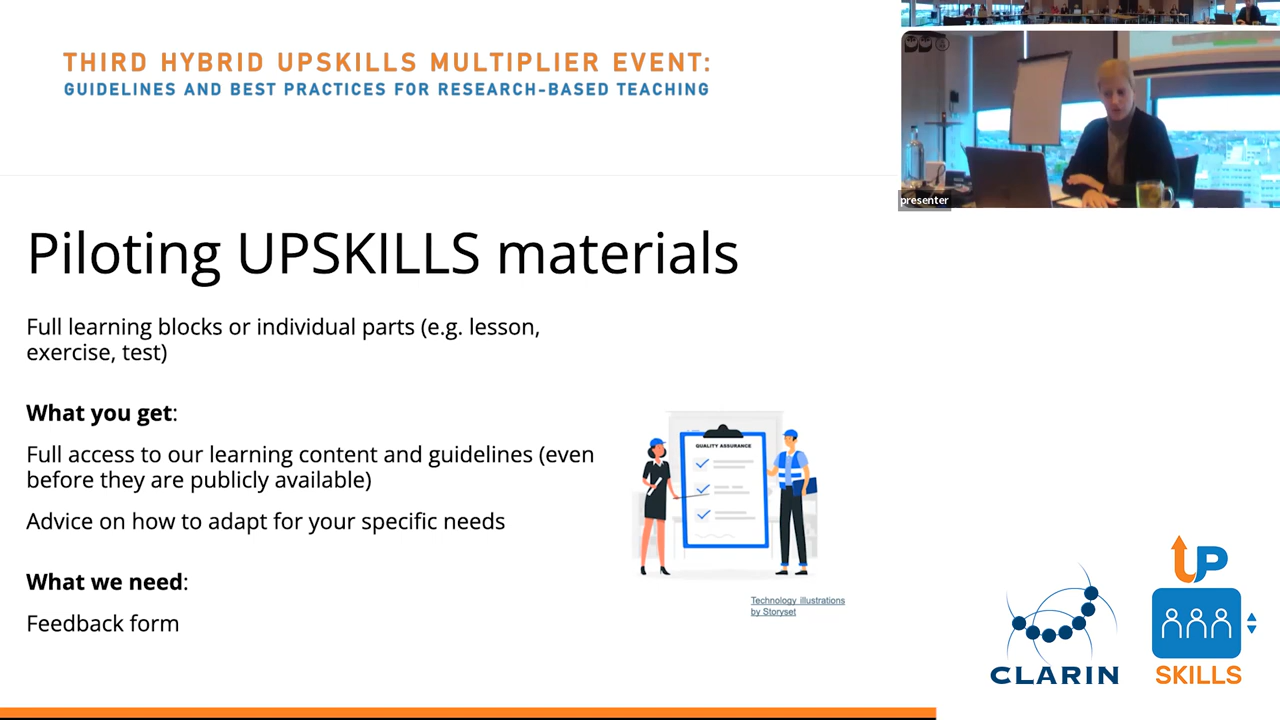 THIRD HYBRID UPSKILLS MULTIPLIER EVENT:
GUIDELINES AND BEST PRACTICES FOR RESEARCH-BASED TEACHING
presenter
Piloting UPSKILLS materials
Full learning blocks or individual parts (e.g. lesson,
exercise, test)
What you get:
Full access to our learning content and guidelines (even
before they are publicly available)
Advice on how to adapt for your specific needs
What we need:
Feedback form
QUALITY ASSURANCE
Technology illustrations
by Storyset
CLARIN
UP
SKILLS